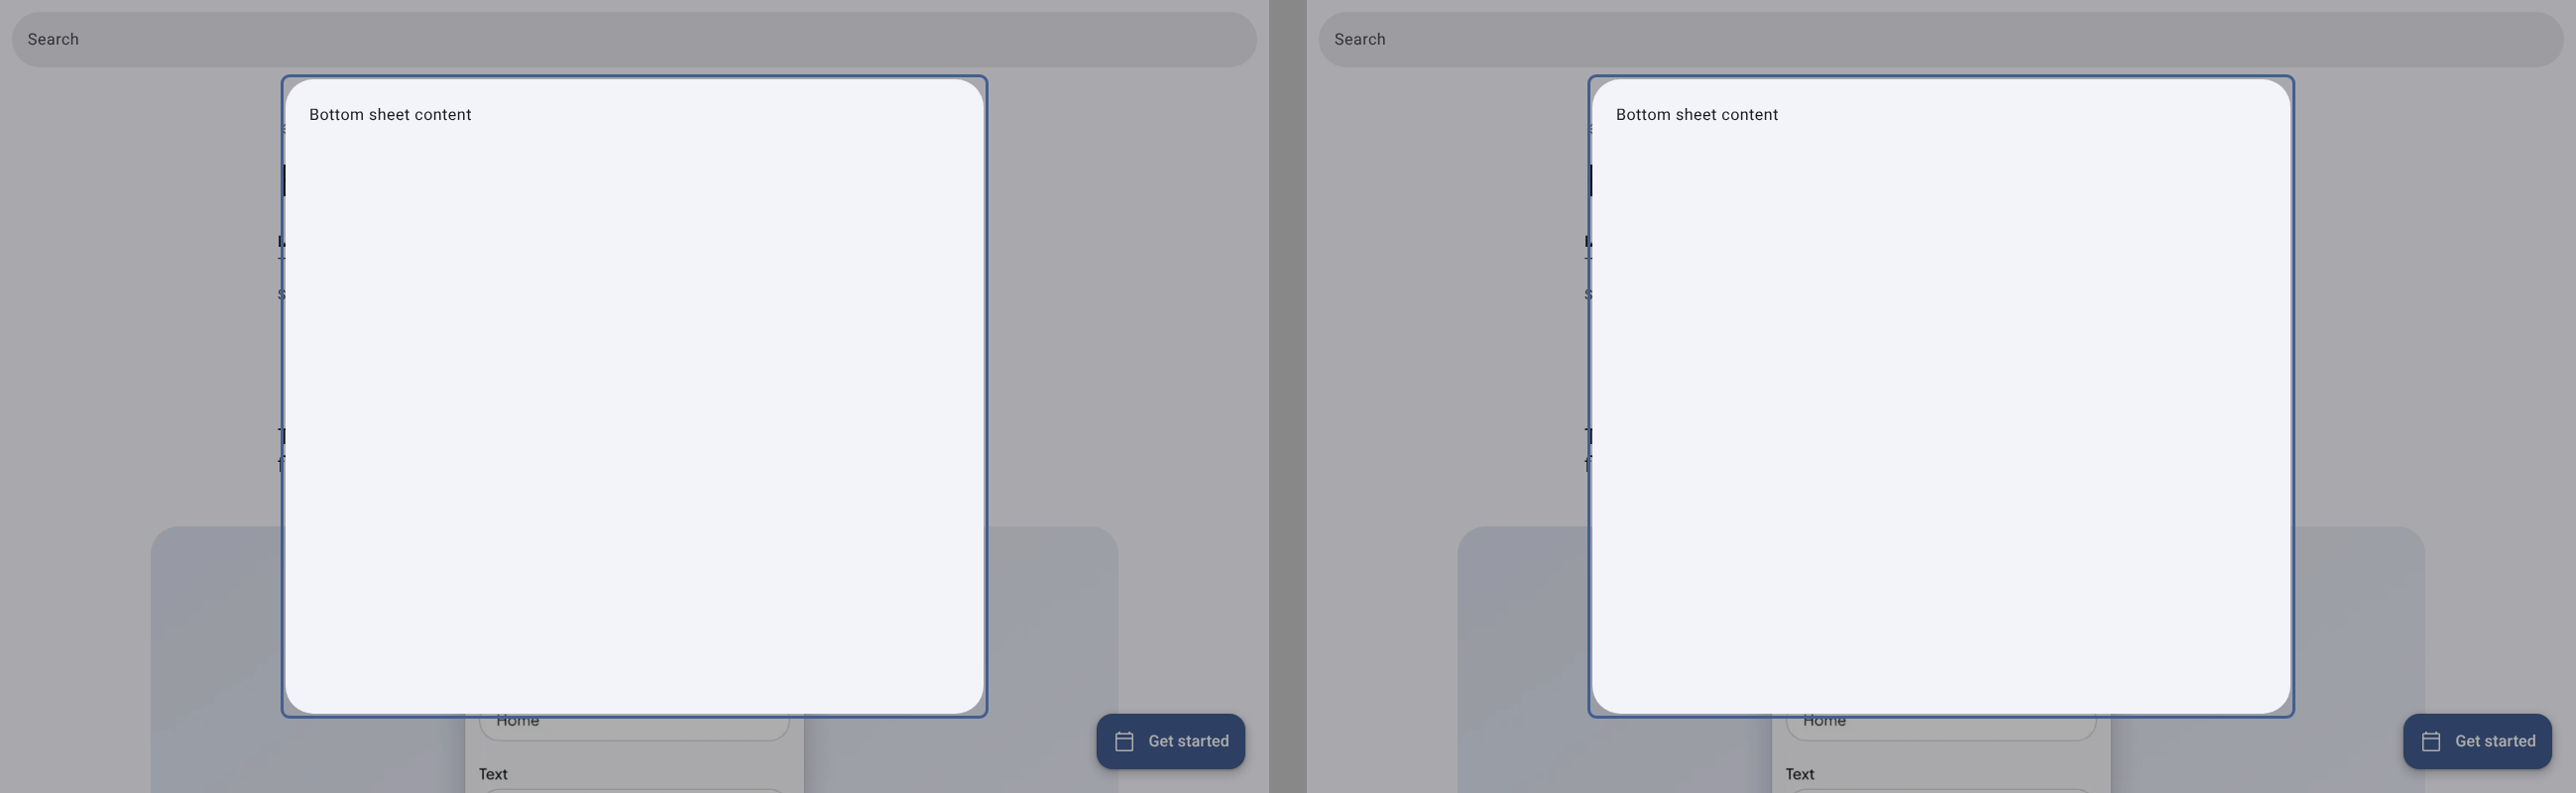 Search
Bottom sheet content
Home
Text
Get started
Search
Bottom sheet content
Home
Text
Get started